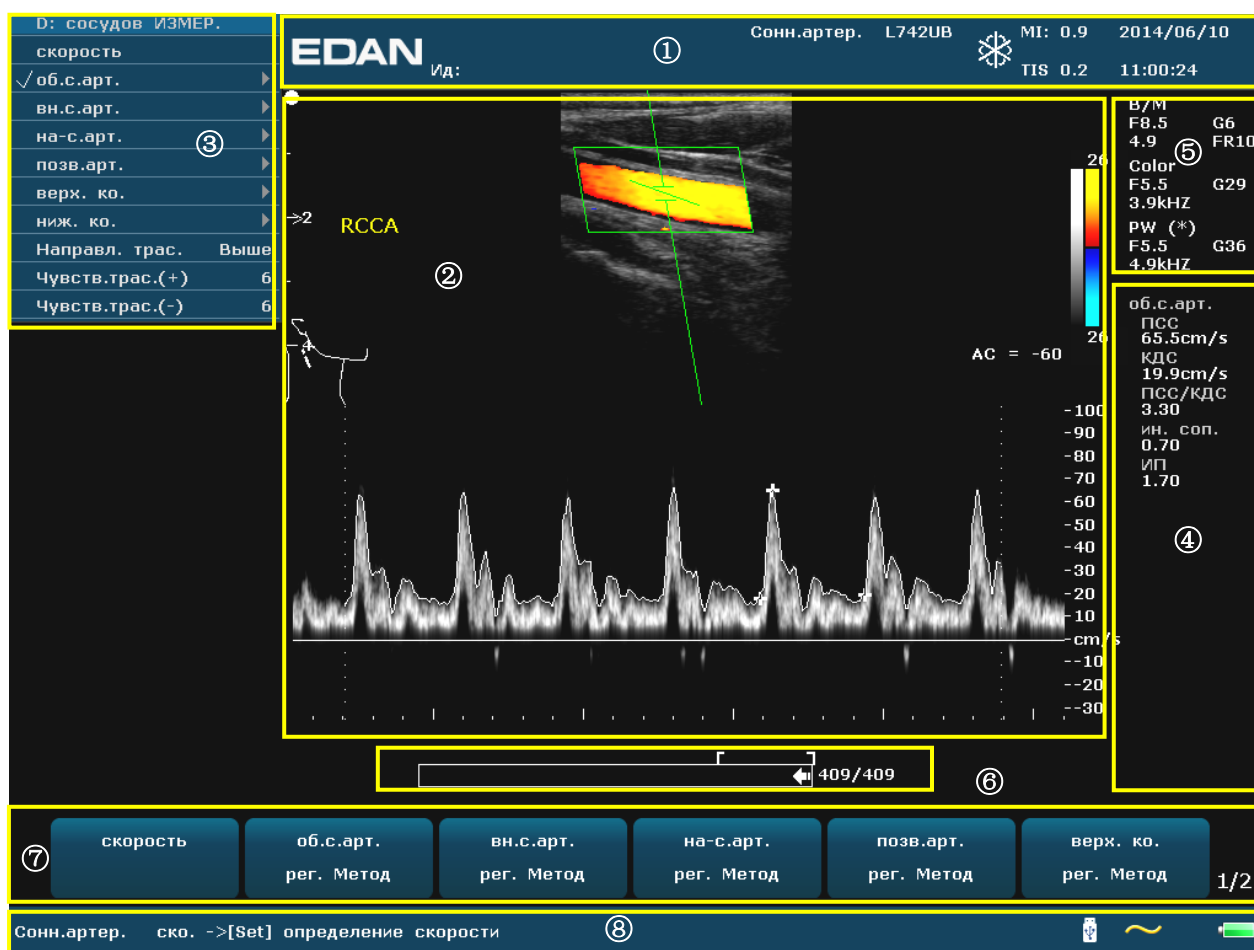 D: сосудов ИЗМЕР.
скорость
✓об.с.арт.
вн.с.арт.
на-с.арт.
позв.арт.
верх. ко.
ниж. ко.
Направл. трас. Выше
Чувств.трас.(+) 6
Чувств.трас.(-) 6
③
EDAN
Ид:
①
Сонн.артер. L742UB
MI: 0.9 2014/06/10
TIS 0.2 11:00:24
B/M
F8.5 G6
4.9 FR10
⑤
Color
F5.5 G29
3.9kHZ
PW (*)
F5.5 G36
4.9kHZ
2
4
RCCA
②
26
26
AC = -60
-100
-90
-80
-70
-60
-50
-40
-30
-20
-10
-cm/s
--10
--20
--30
об.с.арт.
ПСС
65.5cm/s
КДС
19.9cm/s
ПСС/КДС
3.30
ин. соп.
0.70
ИП
1.70
④
409/409
⑥
⑦
скорость
об.с.арт.
рег. Метод
вн.с.арт.
рег. Метод
на-с.арт.
рег. Метод
позв.арт.
рег. Метод
верх. ко.
рег. Метод
1/2
Сонн.артер. ско. ->[Set] определение скорости
⑧